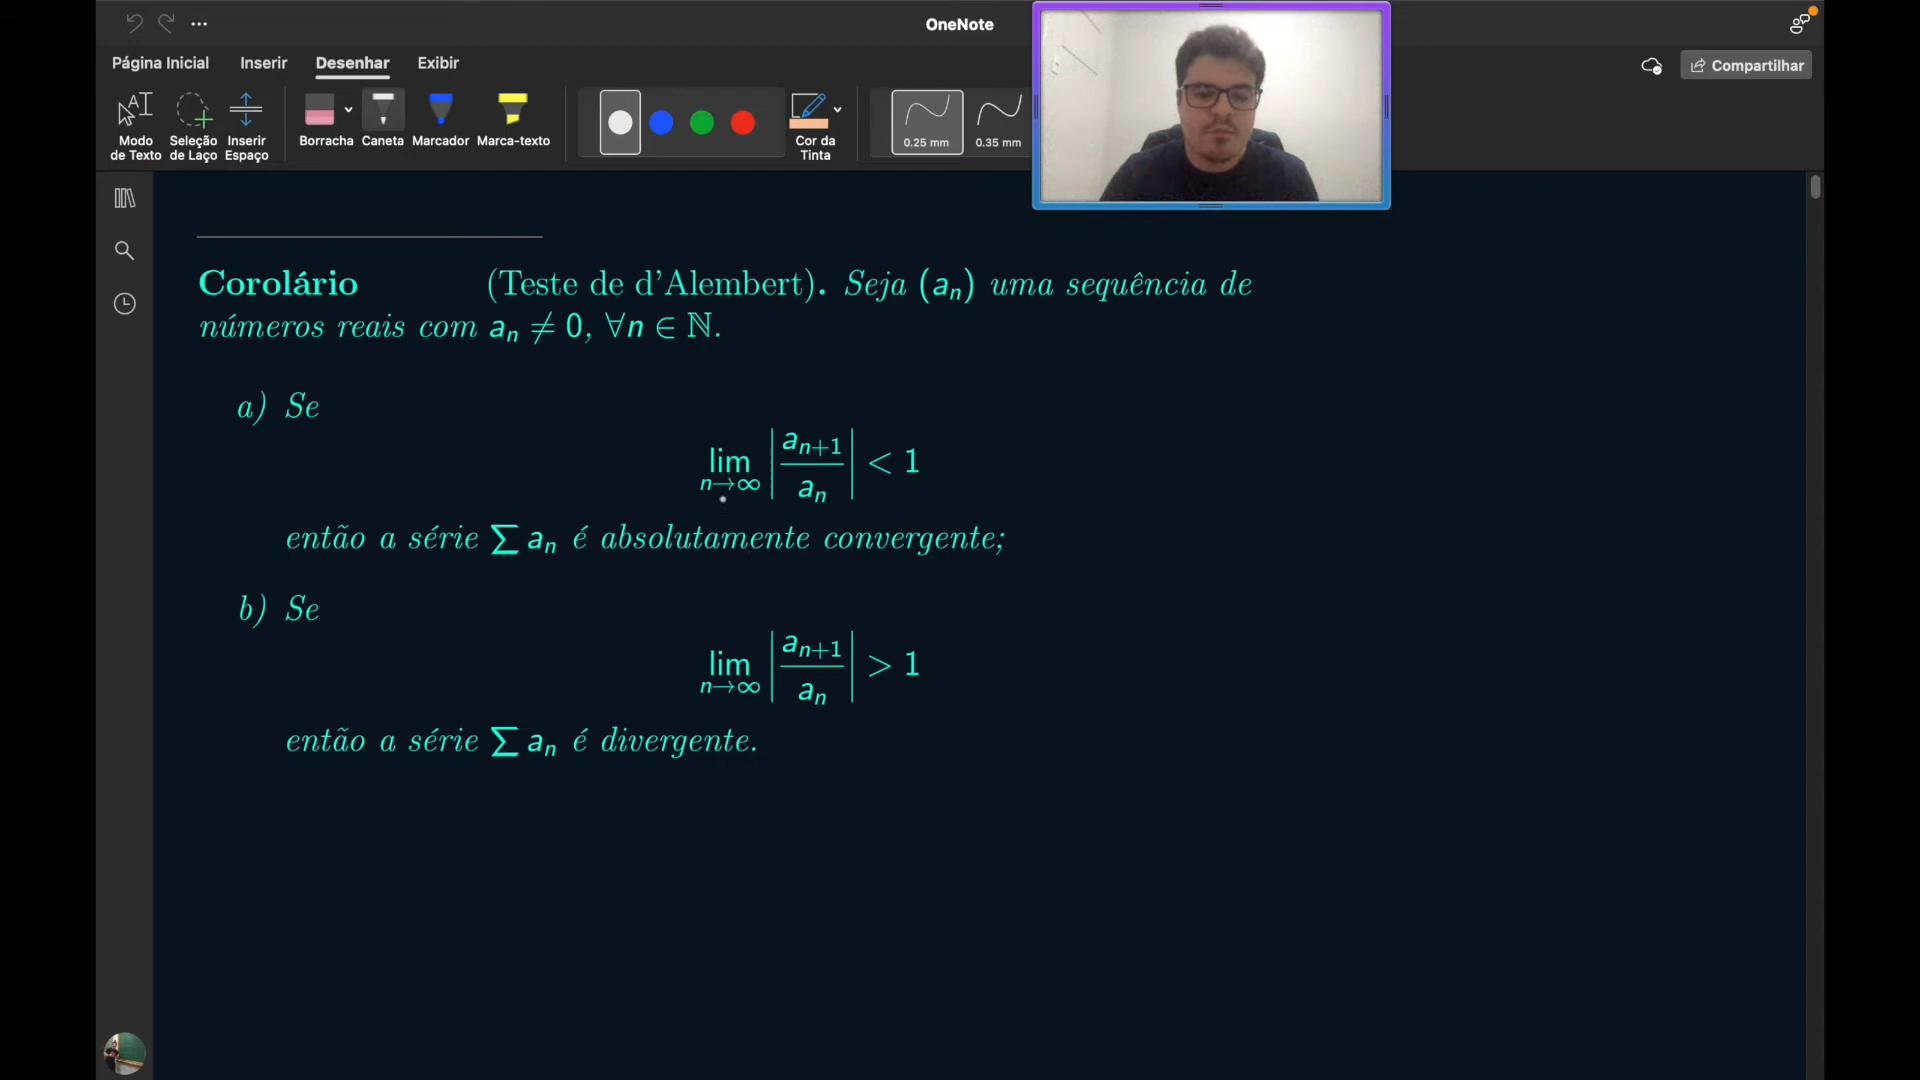 OneNote
Página Inicial Inserir Desenhar Exibir
Compartilhar
Modo de Texto
Seleção de Laço
Inserir Espaço
Borracha
Caneta
Marcador
Marca-texto
Cor da Tinta
0.25 mm
0.35 mm
Corolário (Teste de d'Alembert). Seja (aₙ) uma sequência de
números reais com aₙ ≠ 0, ∀n ∈ ℕ.
a) Se
lim n→∞ |aₙ₊₁ / aₙ| < 1
então a série ∑ aₙ é absolutamente convergente;
b) Se
lim n→∞ |aₙ₊₁ / aₙ| > 1
então a série ∑ aₙ é divergente.